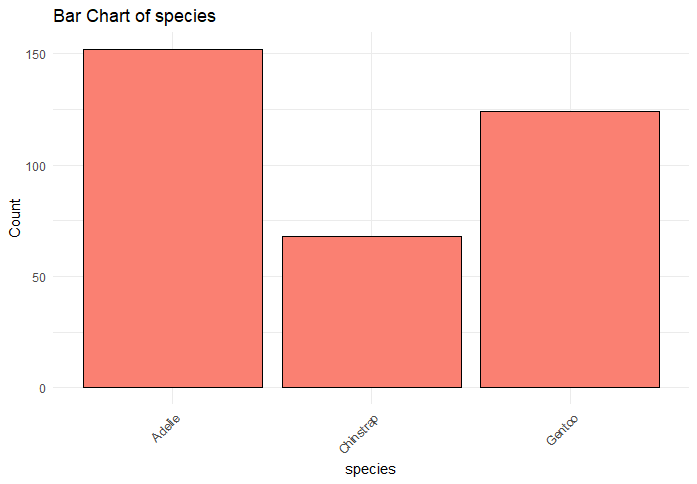 Bar Chart of species
150
100
50
0
Count
Adelie
Chinstrap
Gentoo
species